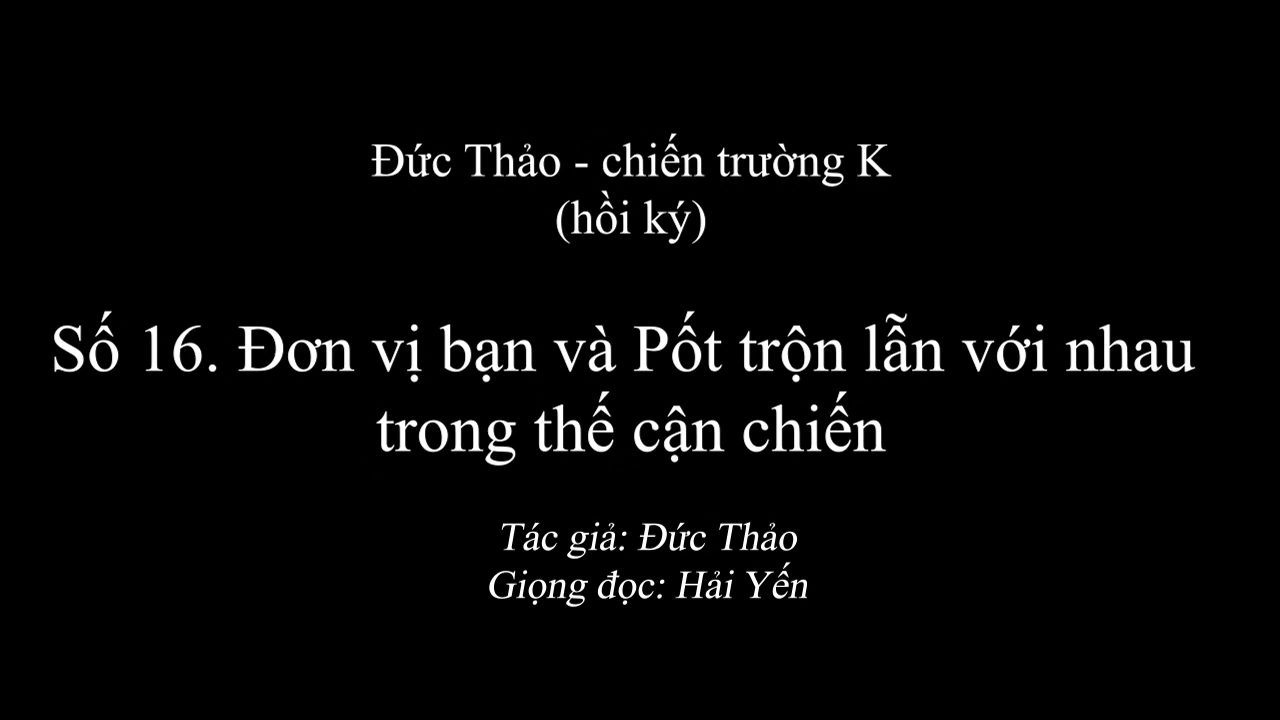 Đức Thảo - chiến trường K
(hồi ký)
Số 16. Đơn vị bạn và Pốt trộn lẫn với nhau
trong thế cận chiến
Tác giả: Đức Thảo
Giọng đọc: Hải Yến